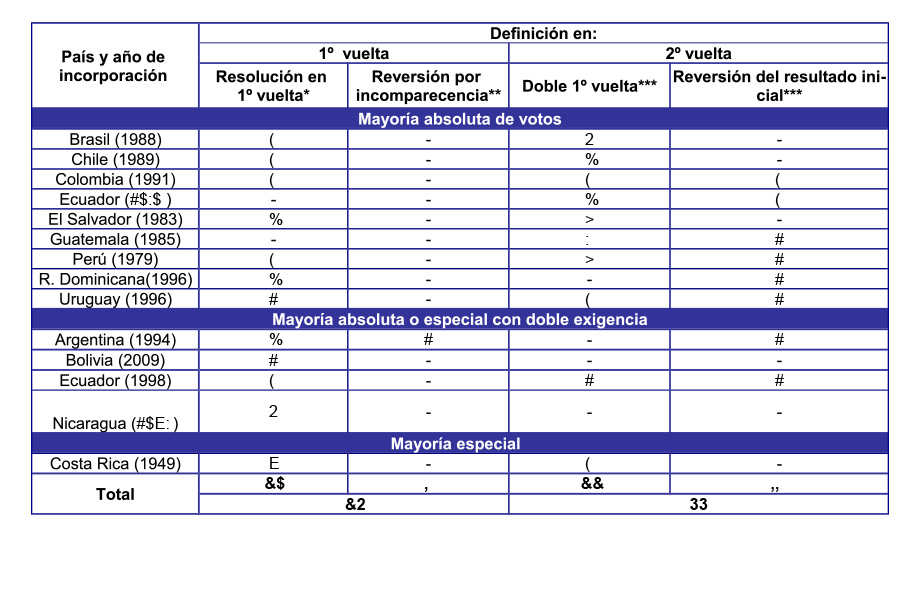 País y año de incorporación
Definición en:
1º vuelta
2º vuelta
Resolución en 1º vuelta*
Reversión por incomparecencia**
Doble 1º vuelta***
Reversión del resultado ini-cial***
Mayoría absoluta de votos
Brasil (1988) ( - 2 -
Chile (1989) ( - % -
Colombia (1991) ( - ( (
Ecuador (#$:$ ) - - % (
El Salvador (1983) % - > -
Guatemala (1985) - - : #
Perú (1979) ( - > #
R. Dominicana(1996) % - - #
Uruguay (1996) # - ( #
Mayoría absoluta o especial con doble exigencia
Argentina (1994) % # - #
Bolivia (2009) # - - -
Ecuador (1998) ( - # #
Nicaragua (#$E: ) 2 - - -
Mayoría especial
Costa Rica (1949) E - ( -
Total &$ , && ,,
&2 33